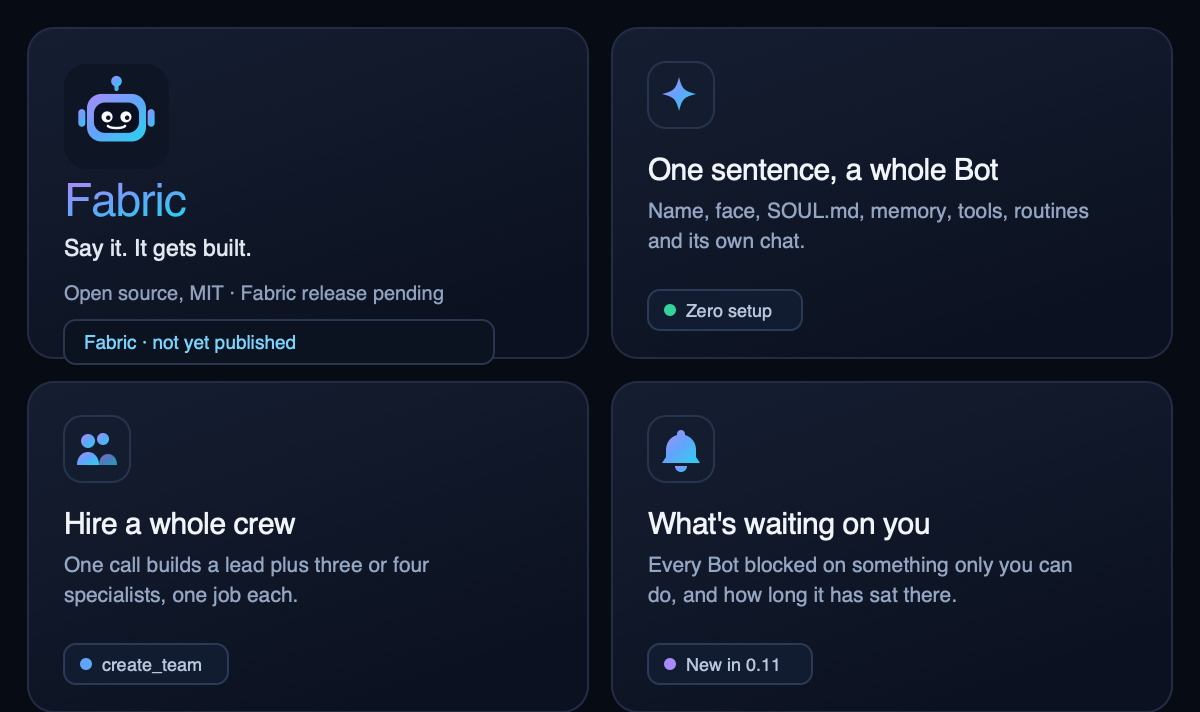 Fabric
Say it. It gets built.
Open source, MIT · Fabric release pending
Fabric · not yet published
One sentence, a whole Bot
Name, face, SOUL.md, memory, tools, routines
and its own chat.
Zero setup
Hire a whole crew
One call builds a lead plus three or four
specialists, one job each.
create_team
What's waiting on you
Every Bot blocked on something only you can
do, and how long it has sat there.
New in 0.11